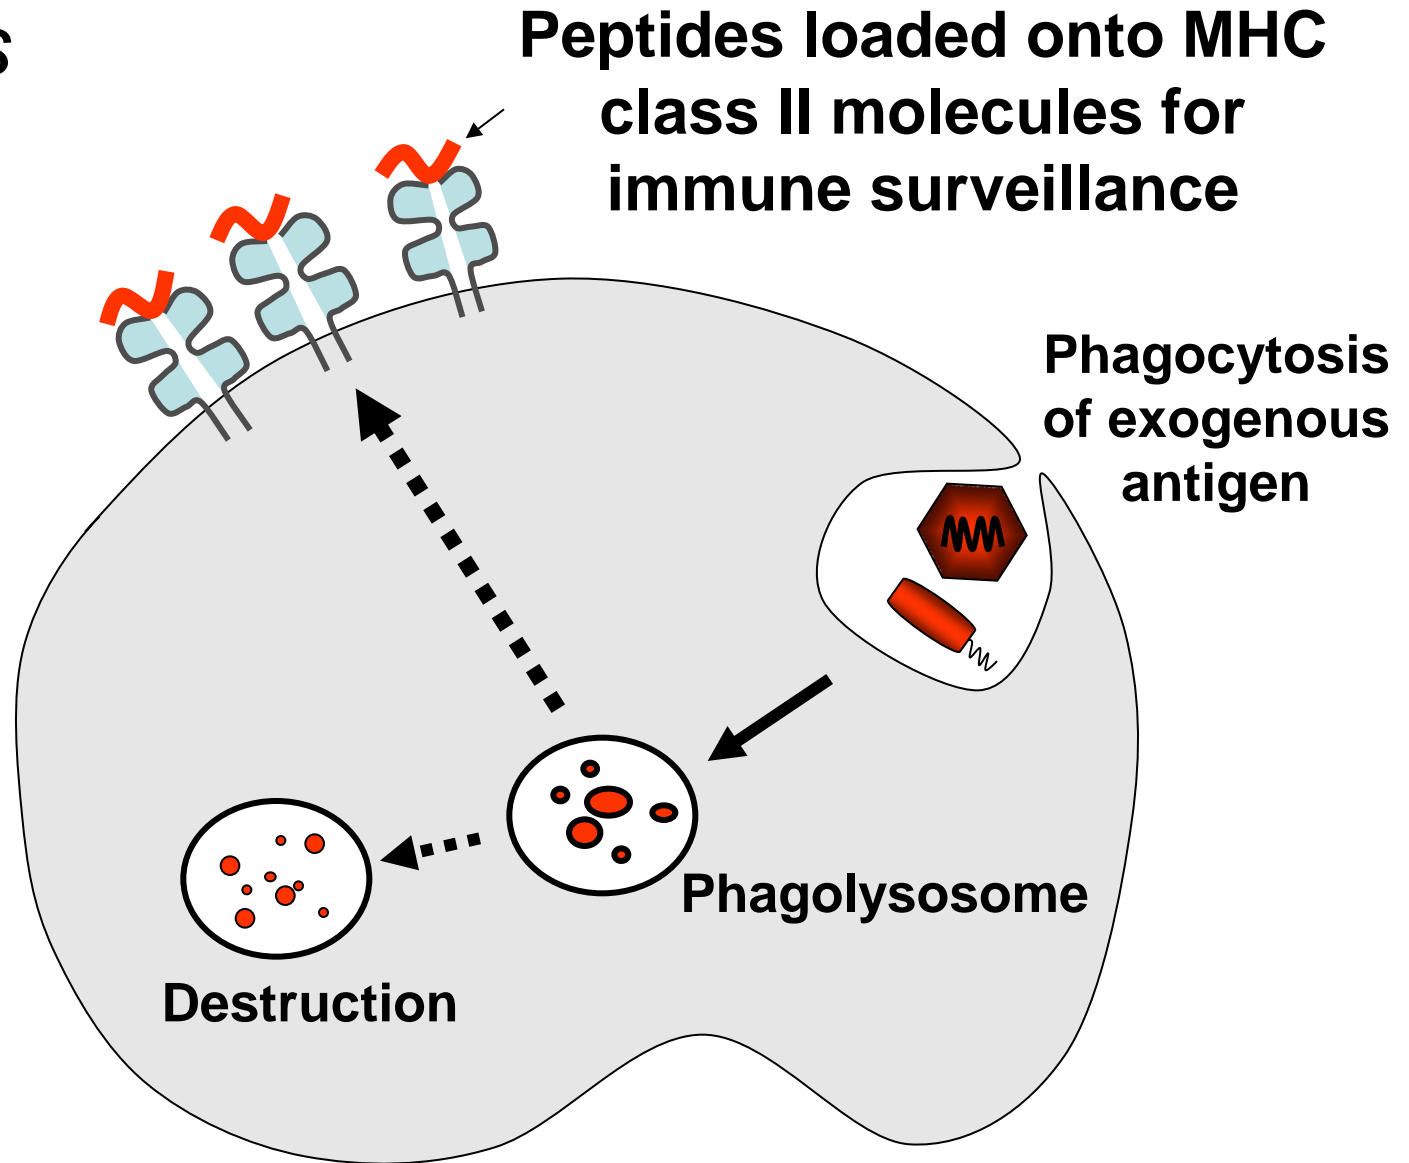 s
Peptides loaded onto MHC
class II molecules for
immune surveillance
Phagocytosis
of exogenous
antigen
Phagolysosome
Destruction